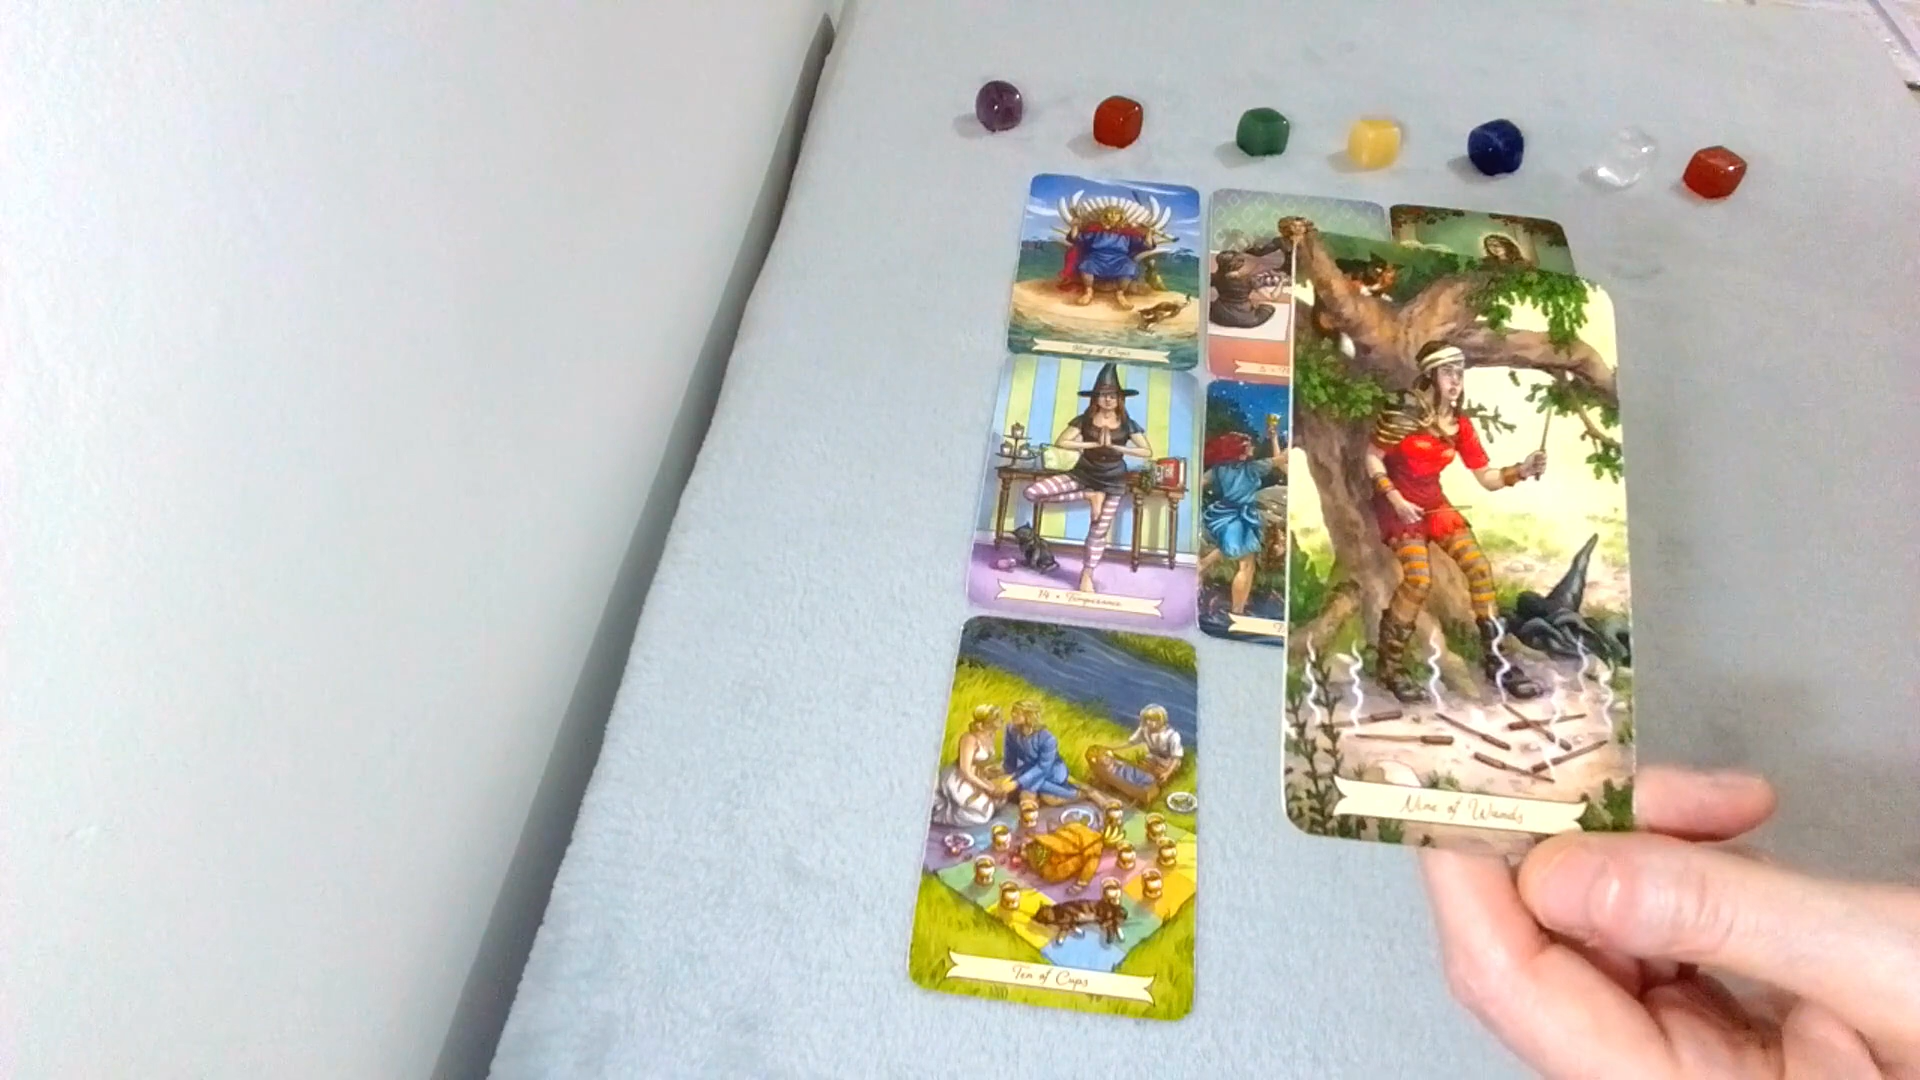 King of Cups
14 • Temperance
Ten of Cups
Nine of Wands